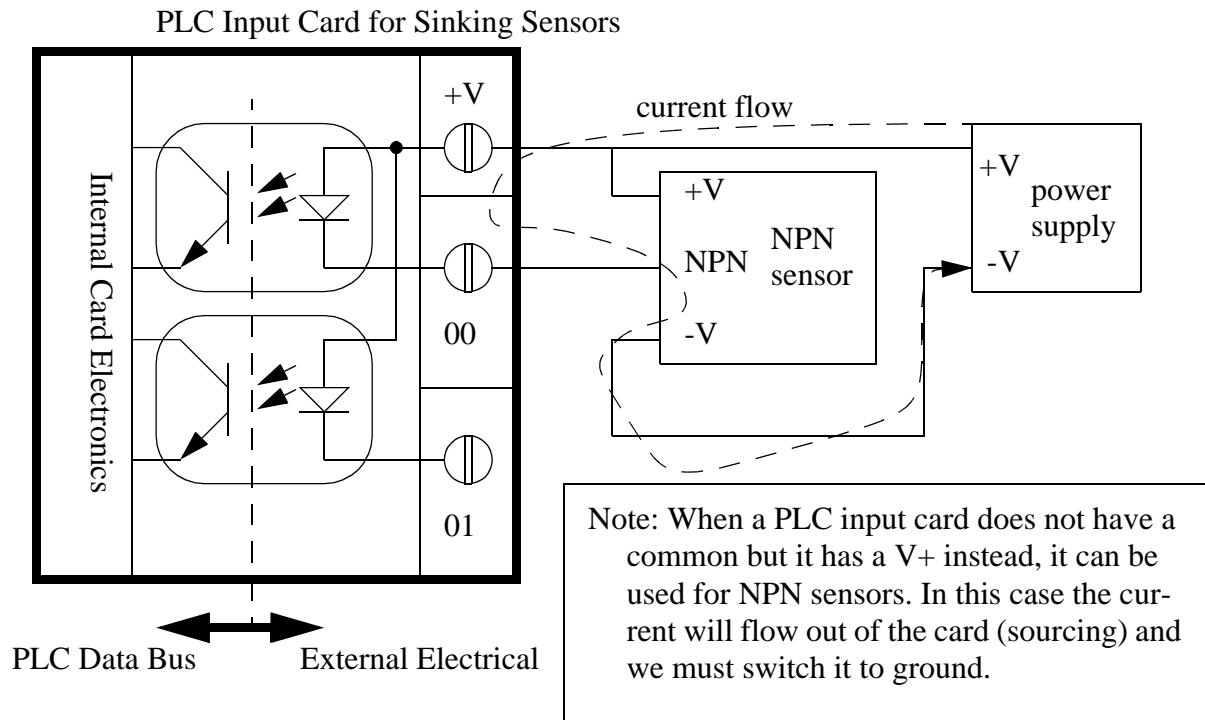 PLC Input Card for Sinking Sensors
Internal Card Electronics
+V
00
01
current flow
+V
NPN
-V
NPN
sensor
+V
-V
power
supply
PLC Data Bus
External Electrical
Note: When a PLC input card does not have a
common but it has a V+ instead, it can be
used for NPN sensors. In this case the cur-
rent will flow out of the card (sourcing) and
we must switch it to ground.